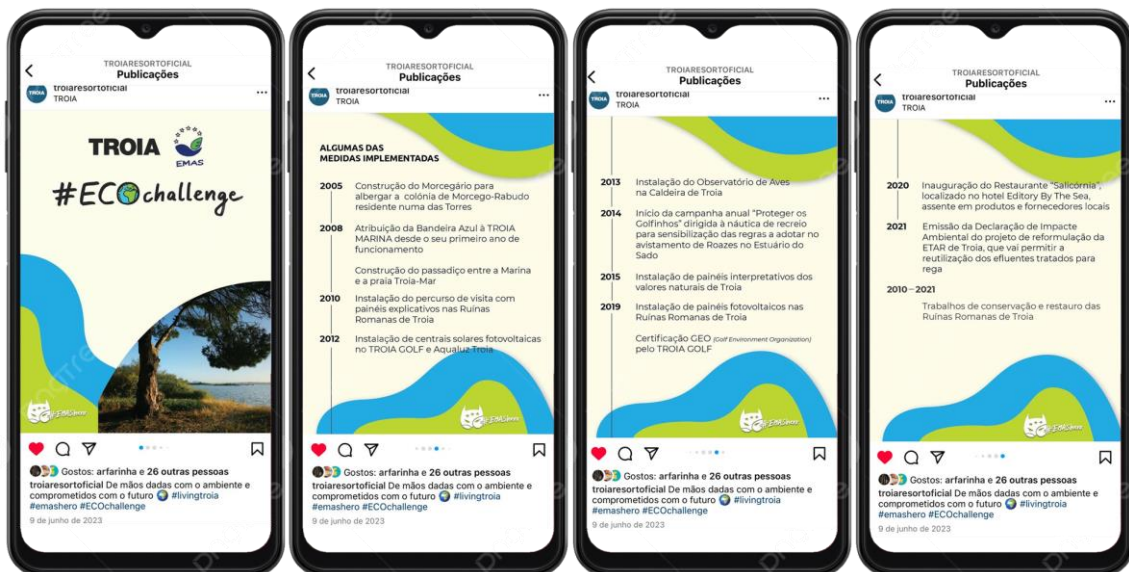 TROIARESORTOFICIAL
Publicações
troiaresortoficial
TROIA
TROIA
TROIA
EMAS
#ECOchallenge
#EMAShero
Gostos: arfarinha e 26 outras pessoas
troiaresortoficial De mãos dadas com o ambiente e
comprometidos com o futuro #livingtroia
#emashero #ECOchallenge
9 de junho de 2023
TROIARESORTOFICIAL
Publicações
troiaresortoficial
TROIA
TROIA
ALGUMAS DAS
MEDIDAS IMPLEMENTADAS
2005 Construção do Morcegário para
albergar a colónia de Morcego-Rabudo
residente numa das Torres
2008 Atribuição da Bandeira Azul à TROIA
MARINA desde o seu primeiro ano de
funcionamento
Construção do passadiço entre a Marina
e a praia Troia-Mar
2010 Instalação do percurso de visita com
painéis explicativos nas Ruínas
Romanas de Troia
2012 Instalação de centrais solares fotovoltaicas
no TROIA GOLF e Aqualuz Troia
#EMAShero
Gostos: arfarinha e 26 outras pessoas
troiaresortoficial De mãos dadas com o ambiente e
comprometidos com o futuro #livingtroia
#emashero #ECOchallenge
9 de junho de 2023
TROIARESORTOFICIAL
Publicações
troiaresortoficial
TROIA
TROIA
2013 Instalação do Observatório de Aves
na Caldeira de Troia
2014 Início da campanha anual "Proteger os
Golfinhos" dirigida à náutica de recreio
para sensibilização das regras a adotar no
avistamento de Roazes no Estuário do
Sado
2015 Instalação de painéis interpretativos dos
valores naturais de Troia
2019 Instalação de painéis fotovoltaicos nas
Ruínas Romanas de Troia
Certificação GEO (Golf Environment Organization)
pelo TROIA GOLF
#EMAShero
Gostos: arfarinha e 26 outras pessoas
troiaresortoficial De mãos dadas com o ambiente e
comprometidos com o futuro #livingtroia
#emashero #ECOchallenge
9 de junho de 2023
TROIARESORTOFICIAL
Publicações
troiaresortoficial
TROIA
TROIA
2020 Inauguração do Restaurante "Salicórnia",
localizado no hotel Editory By The Sea,
assente em produtos e fornecedores locais
2021 Emissão da Declaração de Impacte
Ambiental do projeto de reformulação da
ETAR de Troia, que vai permitir a
reutilização dos efluentes tratados para
rega
2010 – 2021
Trabalhos de conservação e restauro das
Ruínas Romanas de Troia
#EMAShero
Gostos: arfarinha e 26 outras pessoas
troiaresortoficial De mãos dadas com o ambiente e
comprometidos com o futuro #livingtroia
#emashero #ECOchallenge
9 de junho de 2023